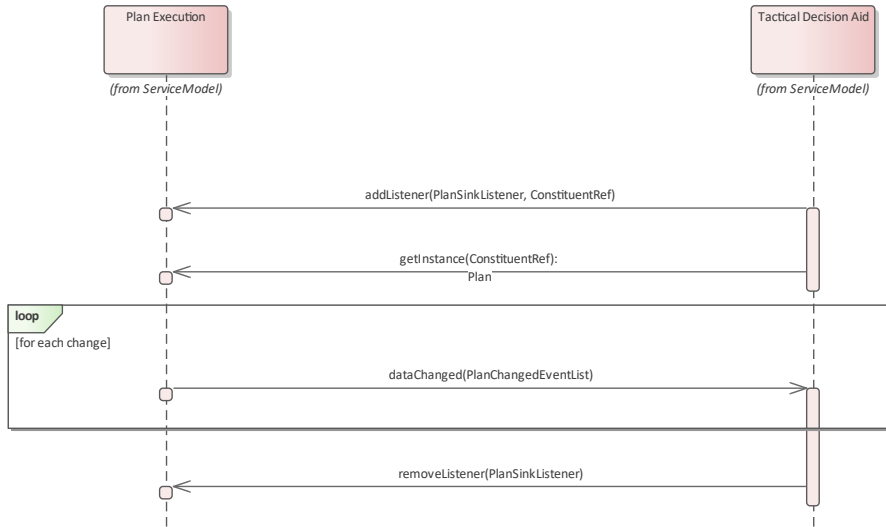 Plan Execution
Tactical Decision Aid
(from ServiceModel)
(from ServiceModel)
addListener(PlanSinkListener, ConstituentRef)
getInstance(ConstituentRef):
Plan
loop
[for each change]
dataChanged(PlanChangedEventList)
removeListener(PlanSinkListener)